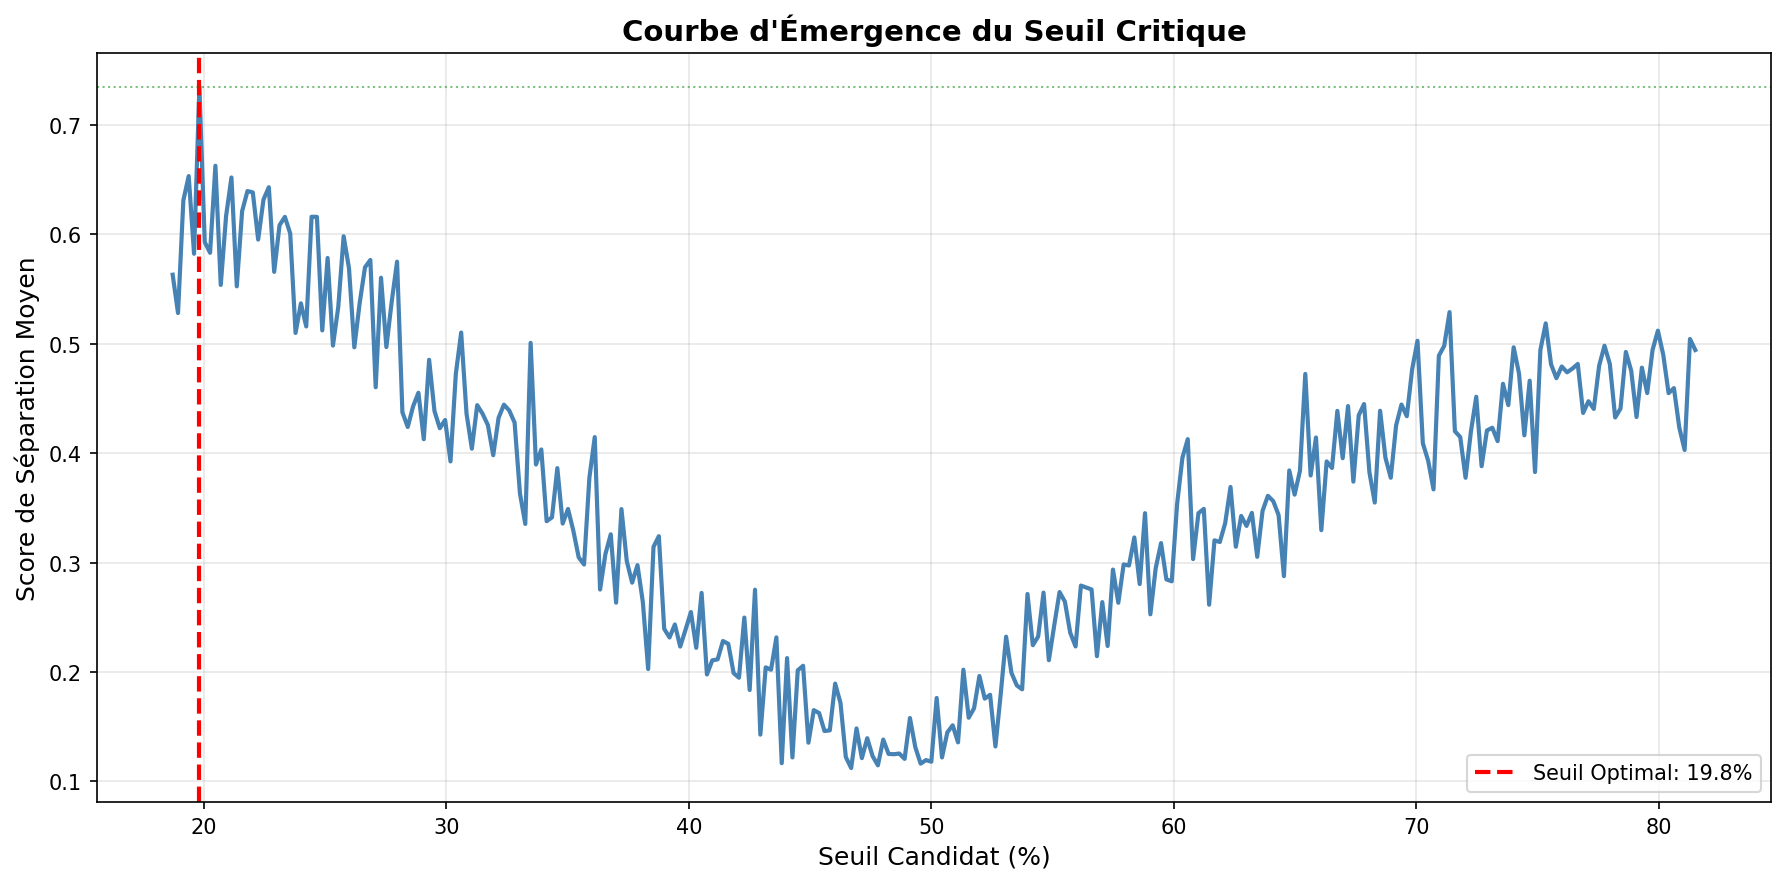 Courbe d'Émergence du Seuil Critique
Score de Séparation Moyen
0.7
0.6
0.5
0.4
0.3
0.2
0.1
Seuil Optimal: 19.8%
20 30 40 50 60 70 80
Seuil Candidat (%)